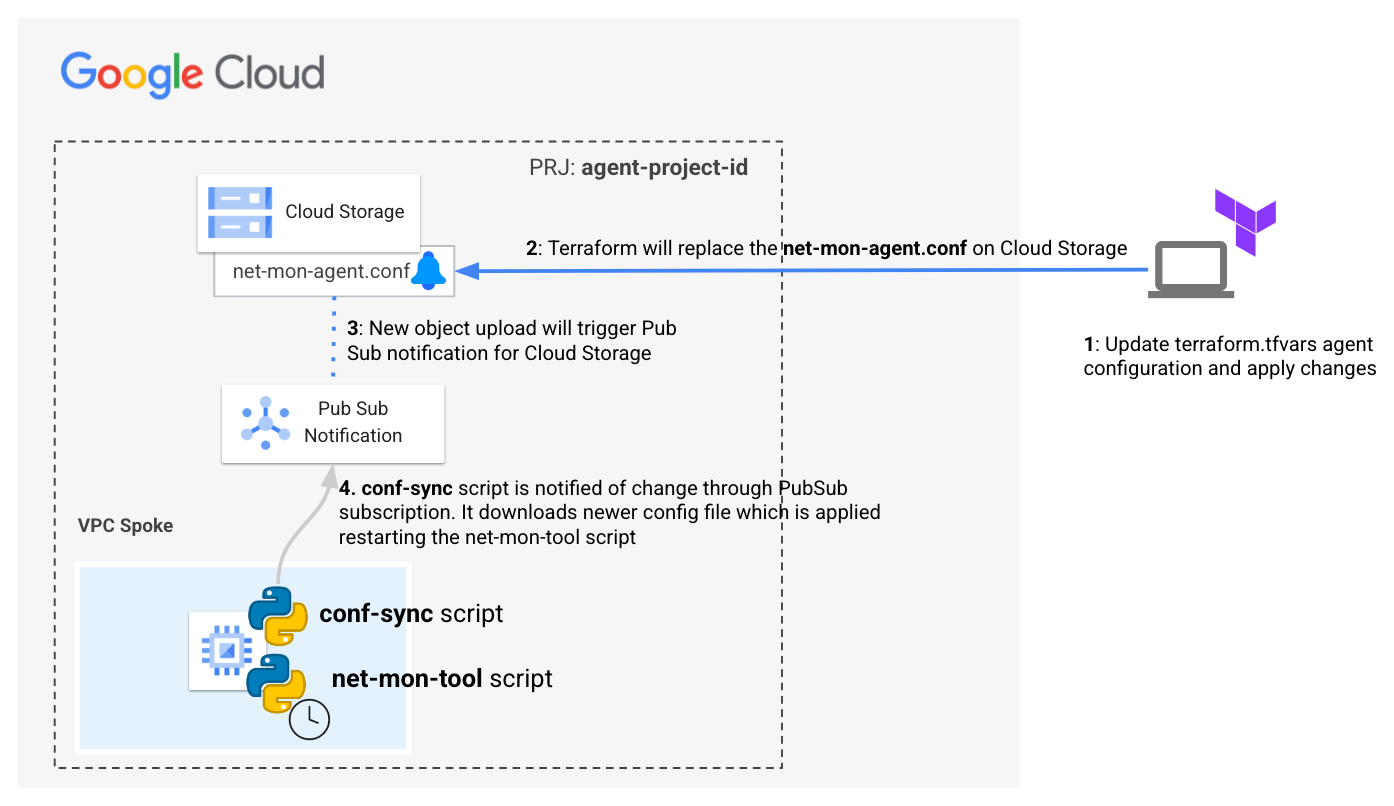 Google Cloud
PRJ: agent-project-id
Cloud Storage
net-mon-agent.conf
2: Terraform will replace the net-mon-agent.conf on Cloud Storage
1: Update terraform.tfvars agent
configuration and apply changes
3: New object upload will trigger Pub
Sub notification for Cloud Storage
Pub Sub
Notification
4. conf-sync script is notified of change through PubSub
subscription. It downloads newer config file which is applied
restarting the net-mon-tool script
VPC Spoke
conf-sync script
net-mon-tool script